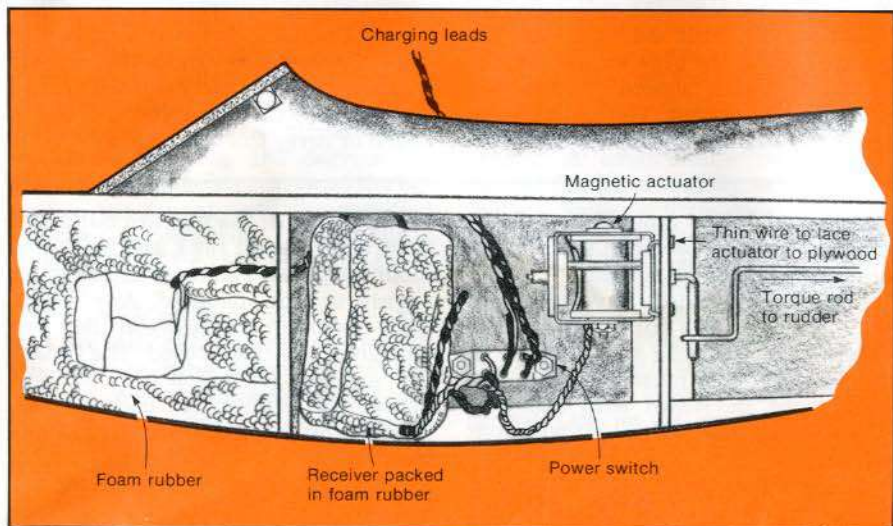 Charging leads
Magnetic actuator
Thin wire to lace
actuator to plywood
Torque rod
to rudder
Foam rubber
Receiver packed
in foam rubber
Power switch